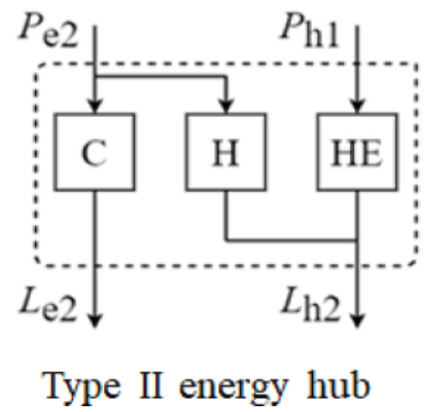 Pe2 Ph1
C H HE
Le2 Lh2
Type II energy hub